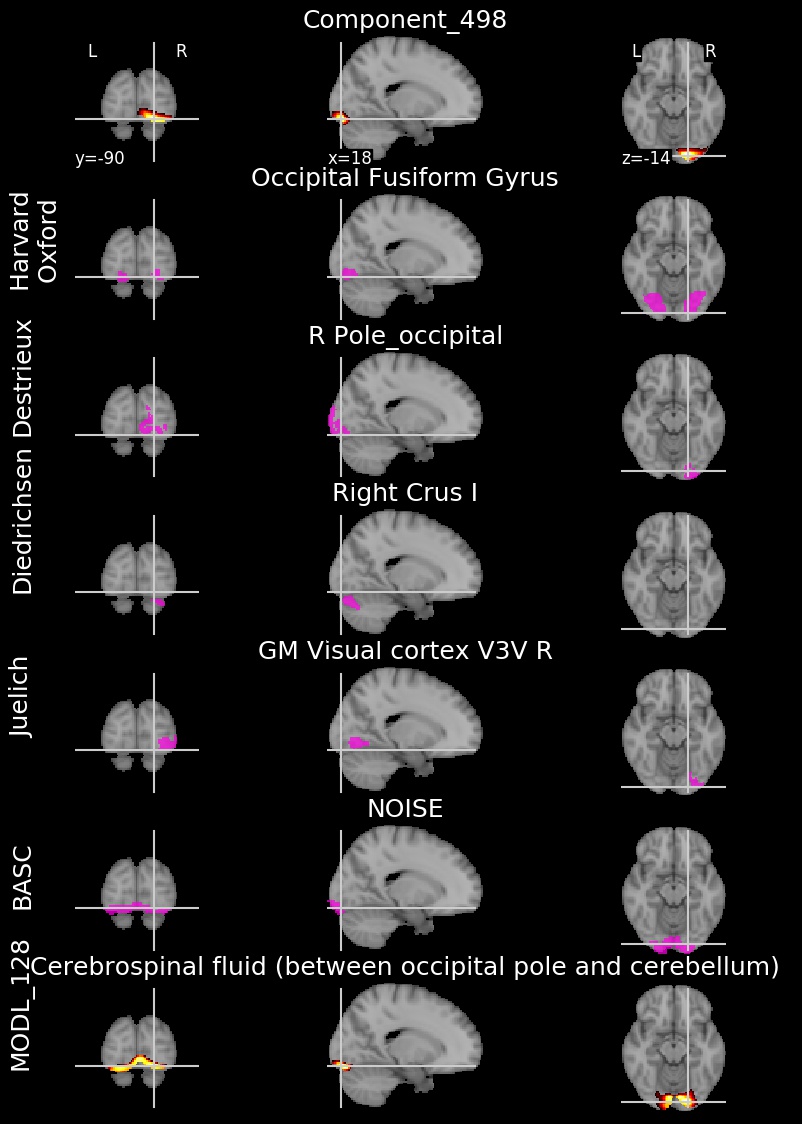 Component_498
L R
L R
y=-90
x=18
z=-14
Occipital Fusiform Gyrus
Harvard
Oxford
R Pole_occipital
Destrieux
Right Crus I
Diedrichsen
GM Visual cortex V3V R
Juelich
NOISE
BASC
Cerebrospinal fluid (between occipital pole and cerebellum)
MODL_128